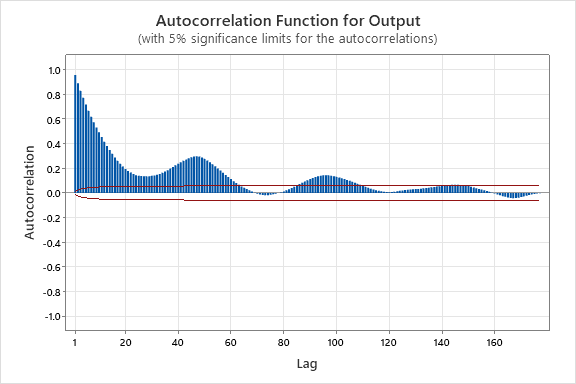 Autocorrelation Function for Output
(with 5% significance limits for the autocorrelations)
1.0
0.8
0.6
0.4
0.2
0.0
-0.2
-0.4
-0.6
-0.8
-1.0
Autocorrelation
1 20 40 60 80 100 120 140 160
Lag